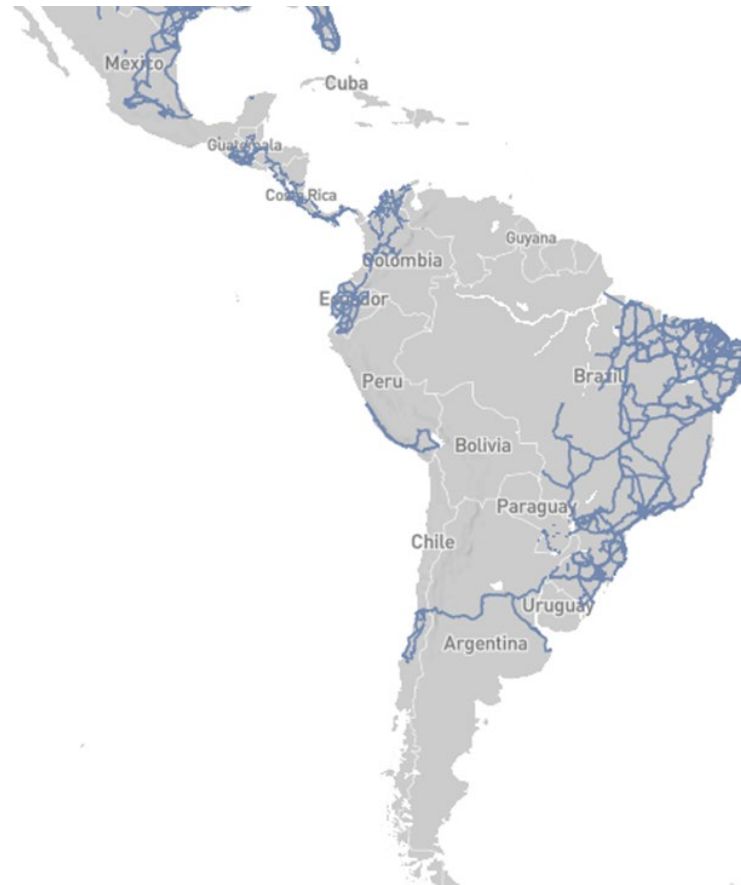 Mexico
Cuba
Guatemala
Costa Rica
Guyana
Colombia
Ecuador
Peru
Brazil
Bolivia
Paraguay
Chile
Uruguay
Argentina